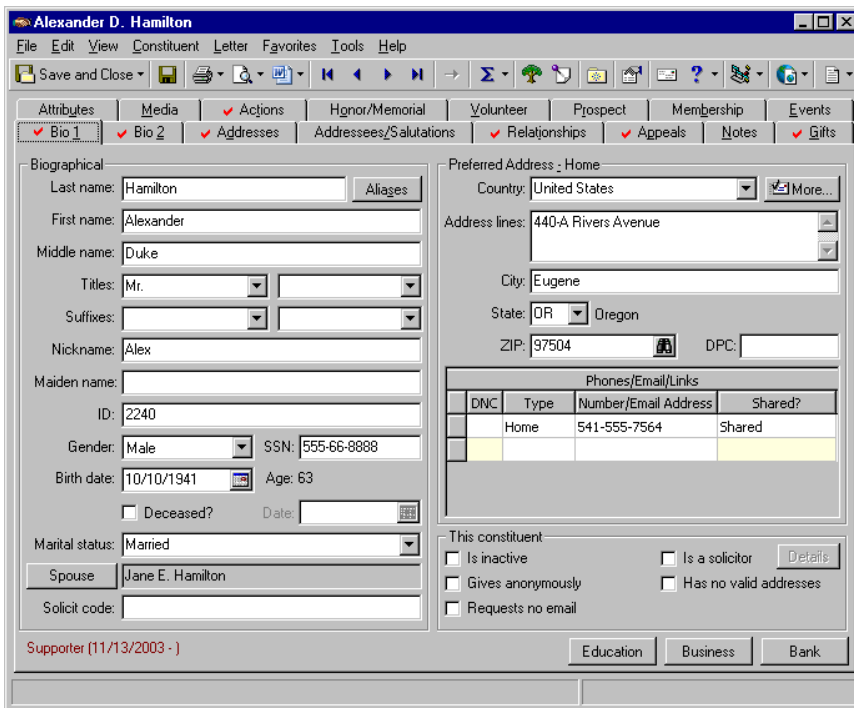 Alexander D. Hamilton
File Edit View Constituent Letter Favorites Tools Help
Save and Close
Attributes Media Actions Honor/Memorial Volunteer Prospect Membership Events
Bio 1 Bio 2 Addresses Addressees/Salutations Relationships Appeals Notes Gifts
Biographical
Last name: Hamilton Aliases
First name: Alexander
Middle name: Duke
Titles: Mr.
Suffixes:
Nickname: Alex
Maiden name:
ID: 2240
Gender: Male SSN: 555-66-8888
Birth date: 10/10/1941 Age: 63
Deceased? Date:
Marital status: Married
Spouse Jane E. Hamilton
Solicit code:
Supporter (11/13/2003 - )
Preferred Address - Home
Country: United States More...
Address lines: 440-A Rivers Avenue
City: Eugene
State: OR Oregon
ZIP: 97504 DPC:
Phones/Email/Links
DNC Type Number/Email Address Shared?
Home 541-555-7564 Shared
This constituent
Is inactive Is a solicitor Details
Gives anonymously Has no valid addresses
Requests no email
Education Business Bank